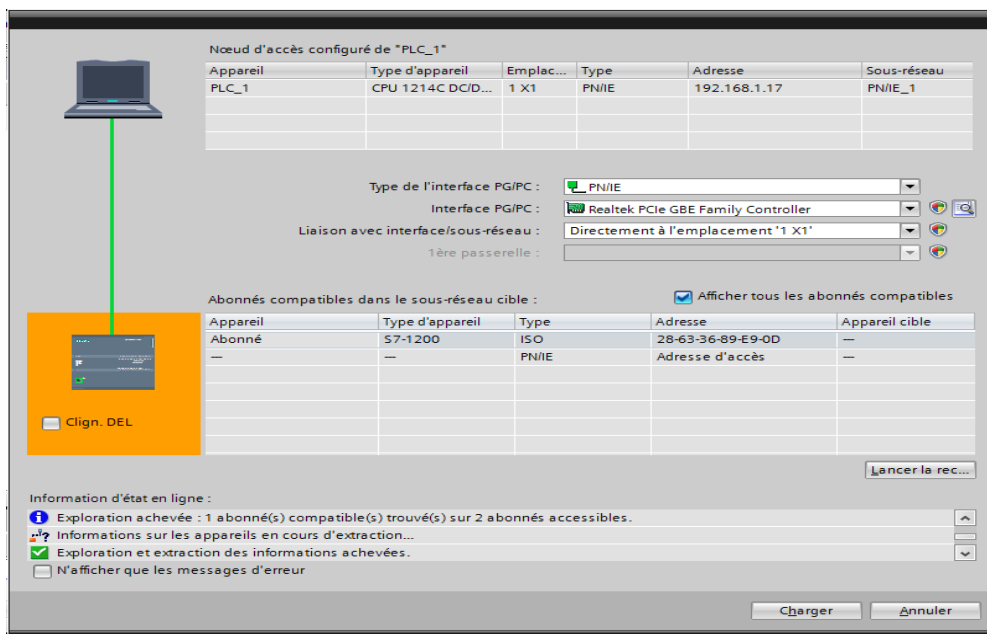 Nœud d'accès configuré de "PLC_1"
Appareil Type d'appareil Emplac... Type Adresse Sous-réseau
PLC_1 CPU 1214C DC/D... 1 X1 PN/IE 192.168.1.17 PN/IE_1
Type de l'interface PG/PC : PN/IE
Interface PG/PC : Realtek PCIe GBE Family Controller
Liaison avec interface/sous-réseau : Directement à l'emplacement '1 X1'
1ère passerelle :
Abonnés compatibles dans le sous-réseau cible : Afficher tous les abonnés compatibles
Appareil Type d'appareil Type Adresse Appareil cible
Abonné S7-1200 ISO 28-63-36-89-E9-0D —
— — PN/IE Adresse d'accès —
Clign. DEL
Lancer la rec...
Information d'état en ligne :
Exploration achevée : 1 abonné(s) compatible(s) trouvé(s) sur 2 abonnés accessibles.
Informations sur les appareils en cours d'extraction...
Exploration et extraction des informations achevées.
N'afficher que les messages d'erreur
Charger Annuler